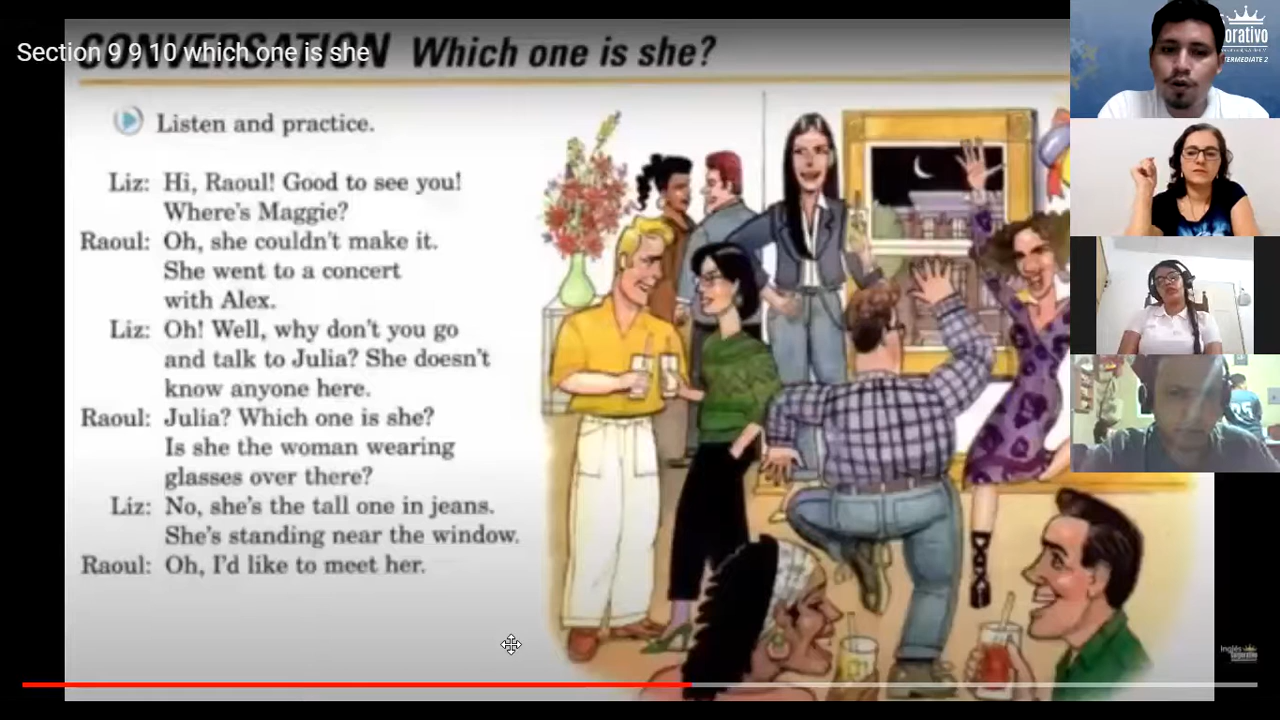 CONVERSATION Which one is she?
Section 9 9 10 which one is she
Listen and practice.
Liz: Hi, Raoul! Good to see you!
Where's Maggie?
Raoul: Oh, she couldn't make it.
She went to a concert
with Alex.
Liz: Oh! Well, why don't you go
and talk to Julia? She doesn't
know anyone here.
Raoul: Julia? Which one is she?
Is she the woman wearing
glasses over there?
Liz: No, she's the tall one in jeans.
She's standing near the window.
Raoul: Oh, I'd like to meet her.
orativo
TERMEDIATE 2
Inglés